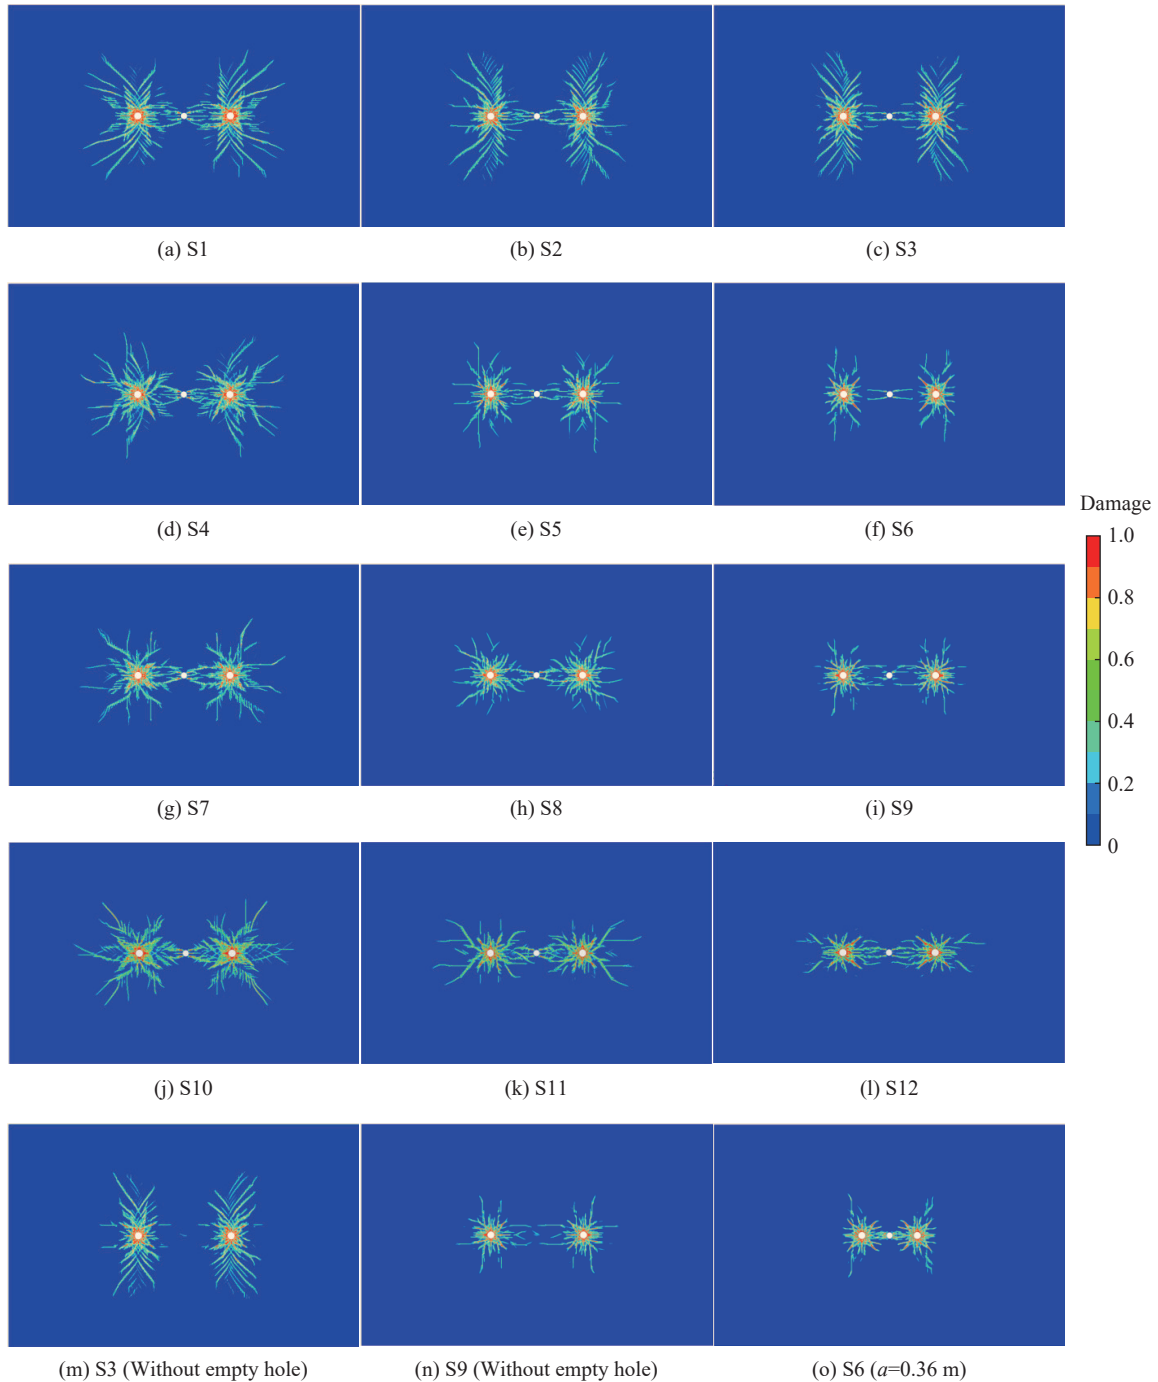 (a) S1
(b) S2
(c) S3
(d) S4
(e) S5
(f) S6
Damage
1.0
0.8
0.6
0.4
0.2
0
(g) S7
(h) S8
(i) S9
(j) S10
(k) S11
(l) S12
(m) S3 (Without empty hole)
(n) S9 (Without empty hole)
(o) S6 (a=0.36 m)